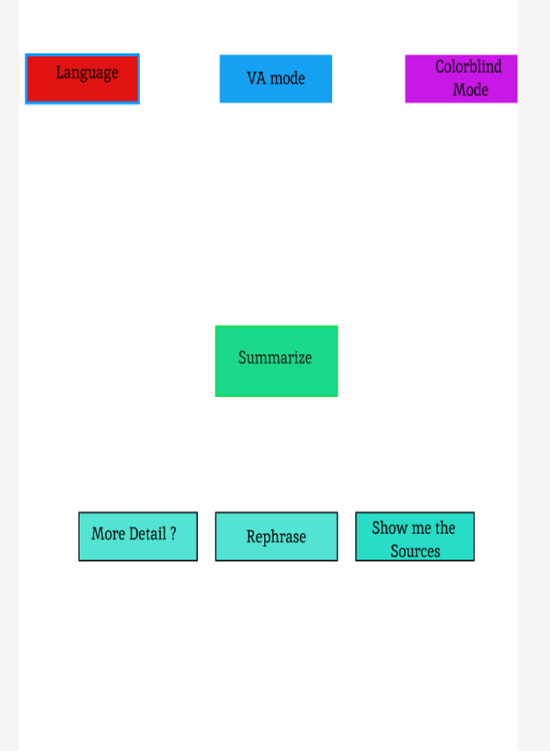 Language
VA mode
Colorblind
Mode
Summarize
More Detail ?
Rephrase
Show me the
Sources